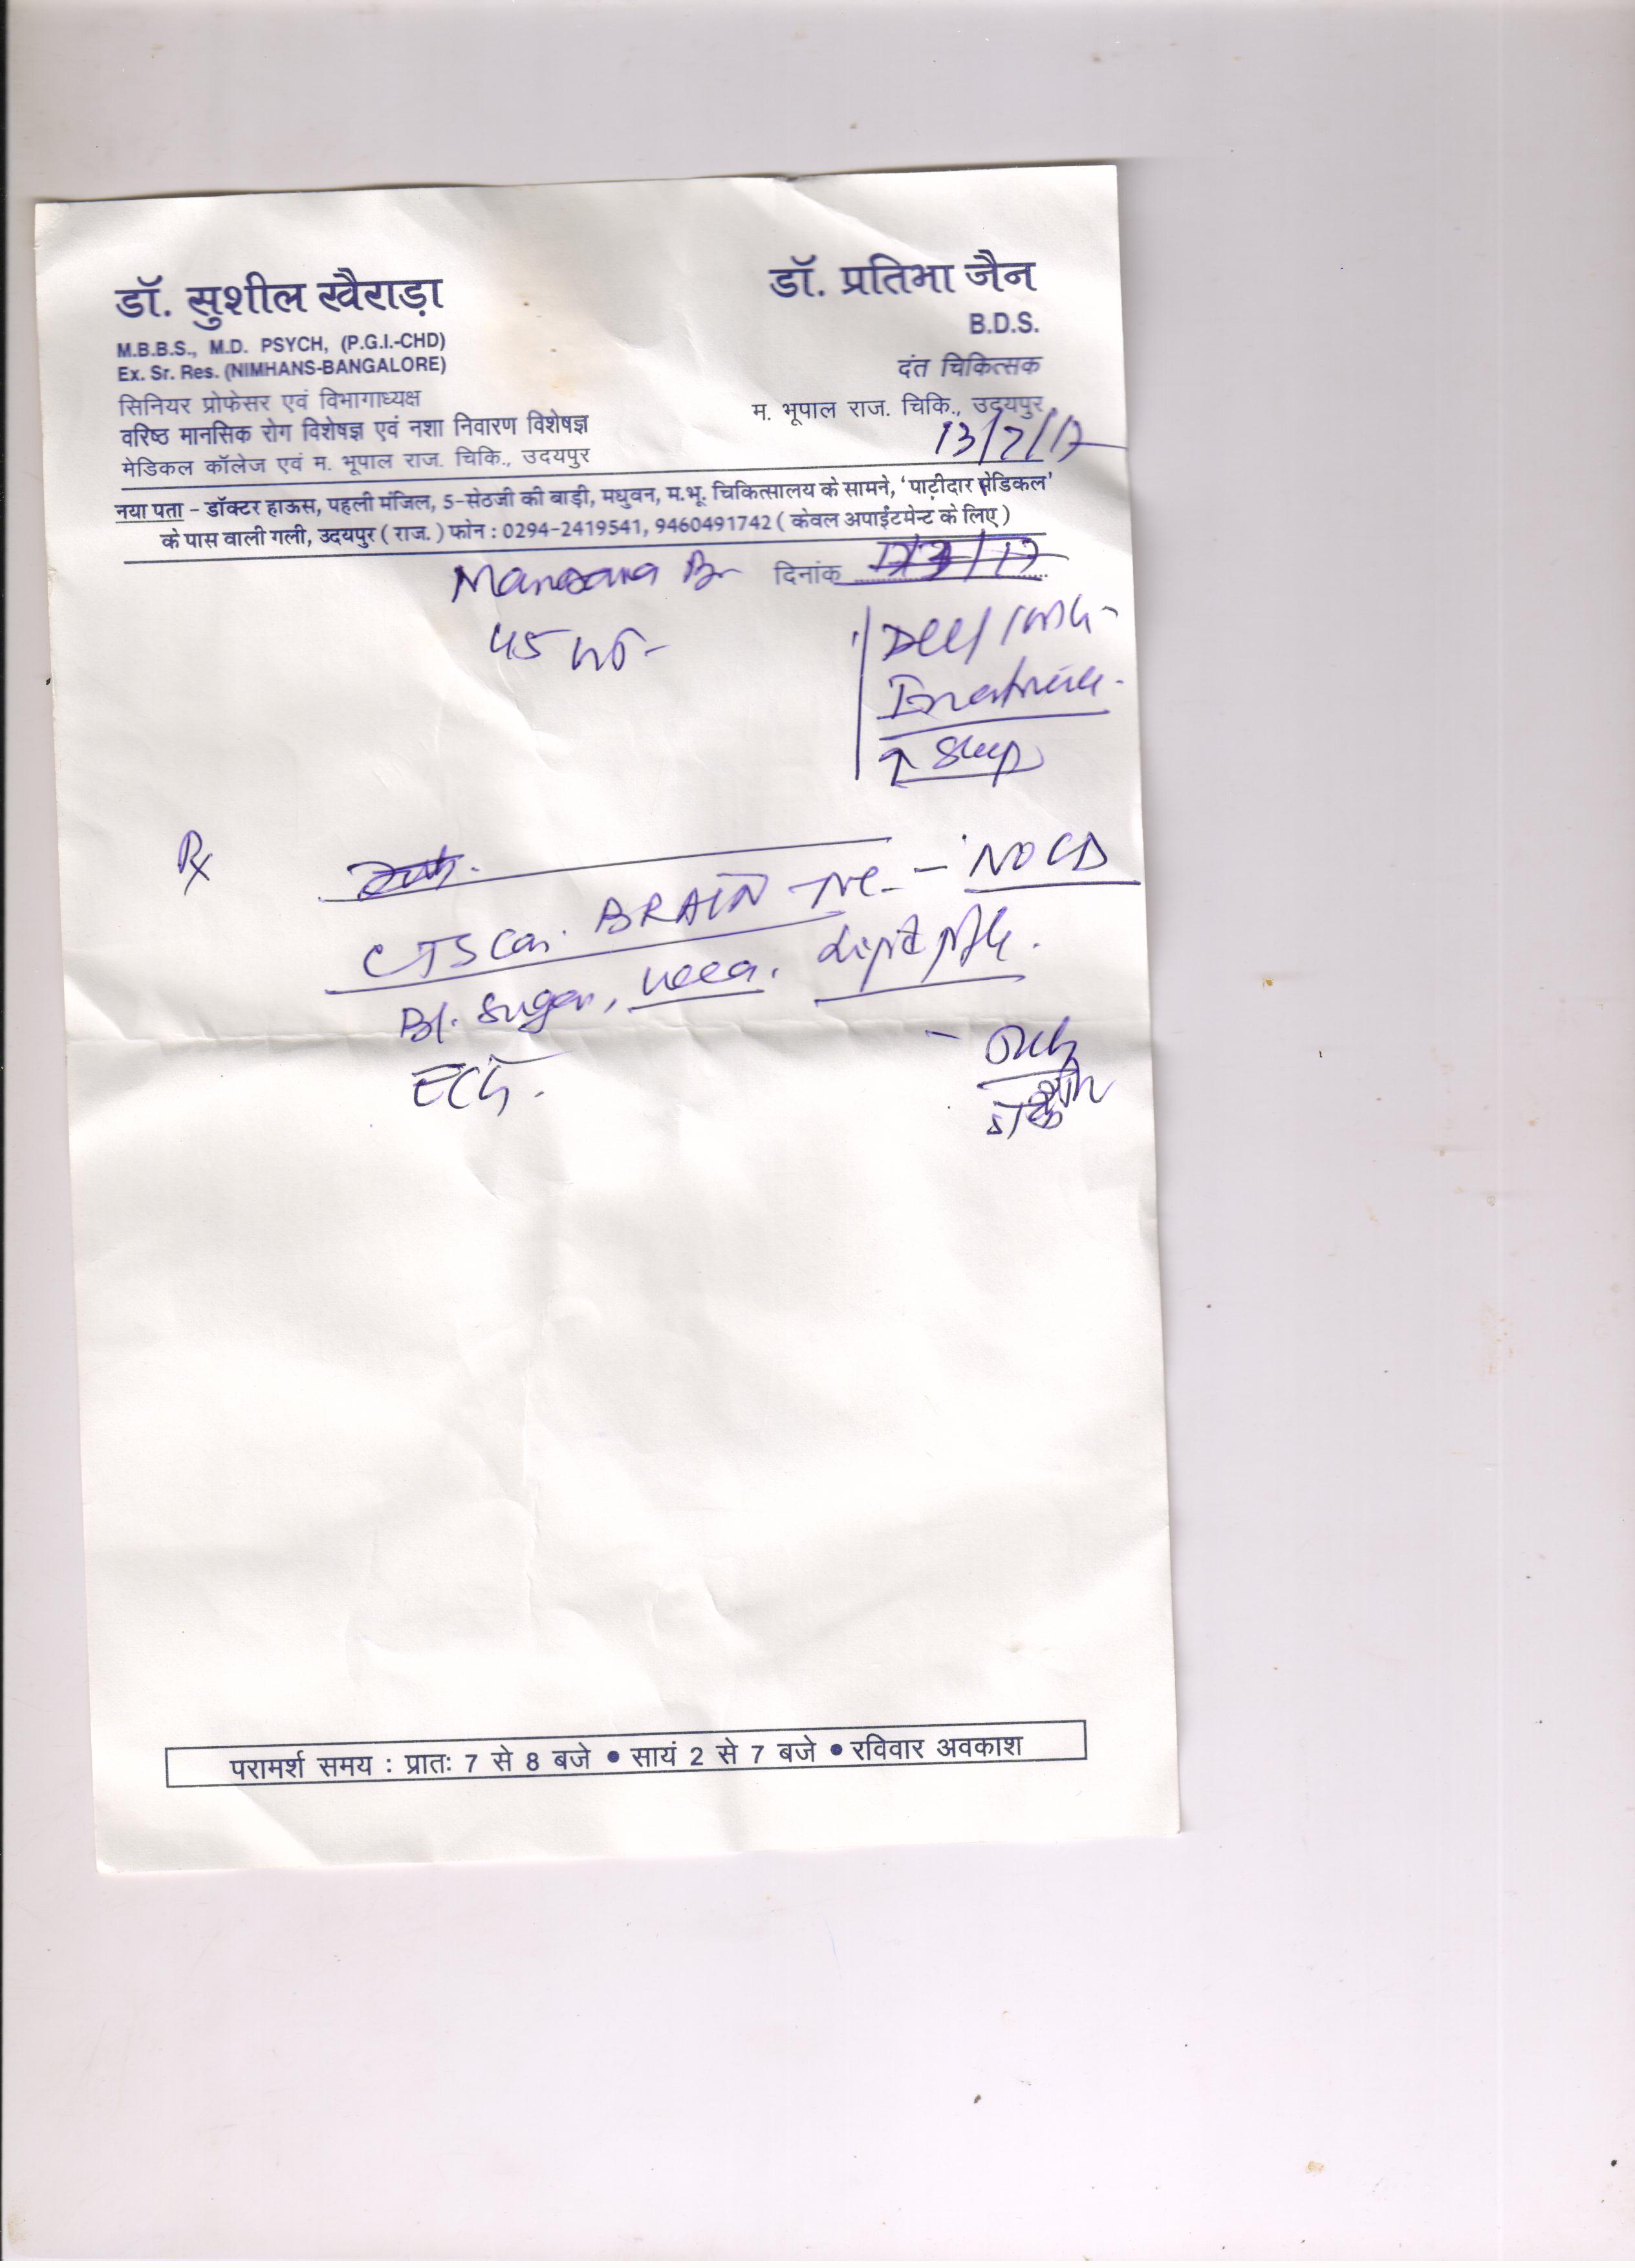 डॉ. सुशील खैराड़ा
M.B.B.S., M.D. PSYCH, (P.G.I.-CHD)
Ex. Sr. Res. (NIMHANS-BANGALORE)
सिनियर प्रोफेसर एवं विभागाध्यक्ष
वरिष्ठ मानसिक रोग विशेषज्ञ एवं नशा निवारण विशेषज्ञ
मेडिकल कॉलेज एवं म. भूपाल राज. चिकि., उदयपुर
डॉ. प्रतिभा जैन
B.D.S.
दंत चिकित्सक
म. भूपाल राज. चिकि., उदयपुर
13/7/17
नया पता - डॉक्टर हाऊस, पहली मंजिल, 5-सेठजी की बाड़ी, मधुवन, म.भू. चिकित्सालय के सामने, 'पाटीदार मेडिकल'
के पास वाली गली, उदयपुर ( राज. ) फोन : 0294-2419541, 9460491742 ( केवल अपाईंटमेन्ट के लिए )
दिनांक
45
↑ Sleep
Rx
CT Scan. BRAIN
Bl. Sugar, Urea.
ECG.
परामर्श समय : प्रातः 7 से 8 बजे • सायं 2 से 7 बजे • रविवार अवकाश